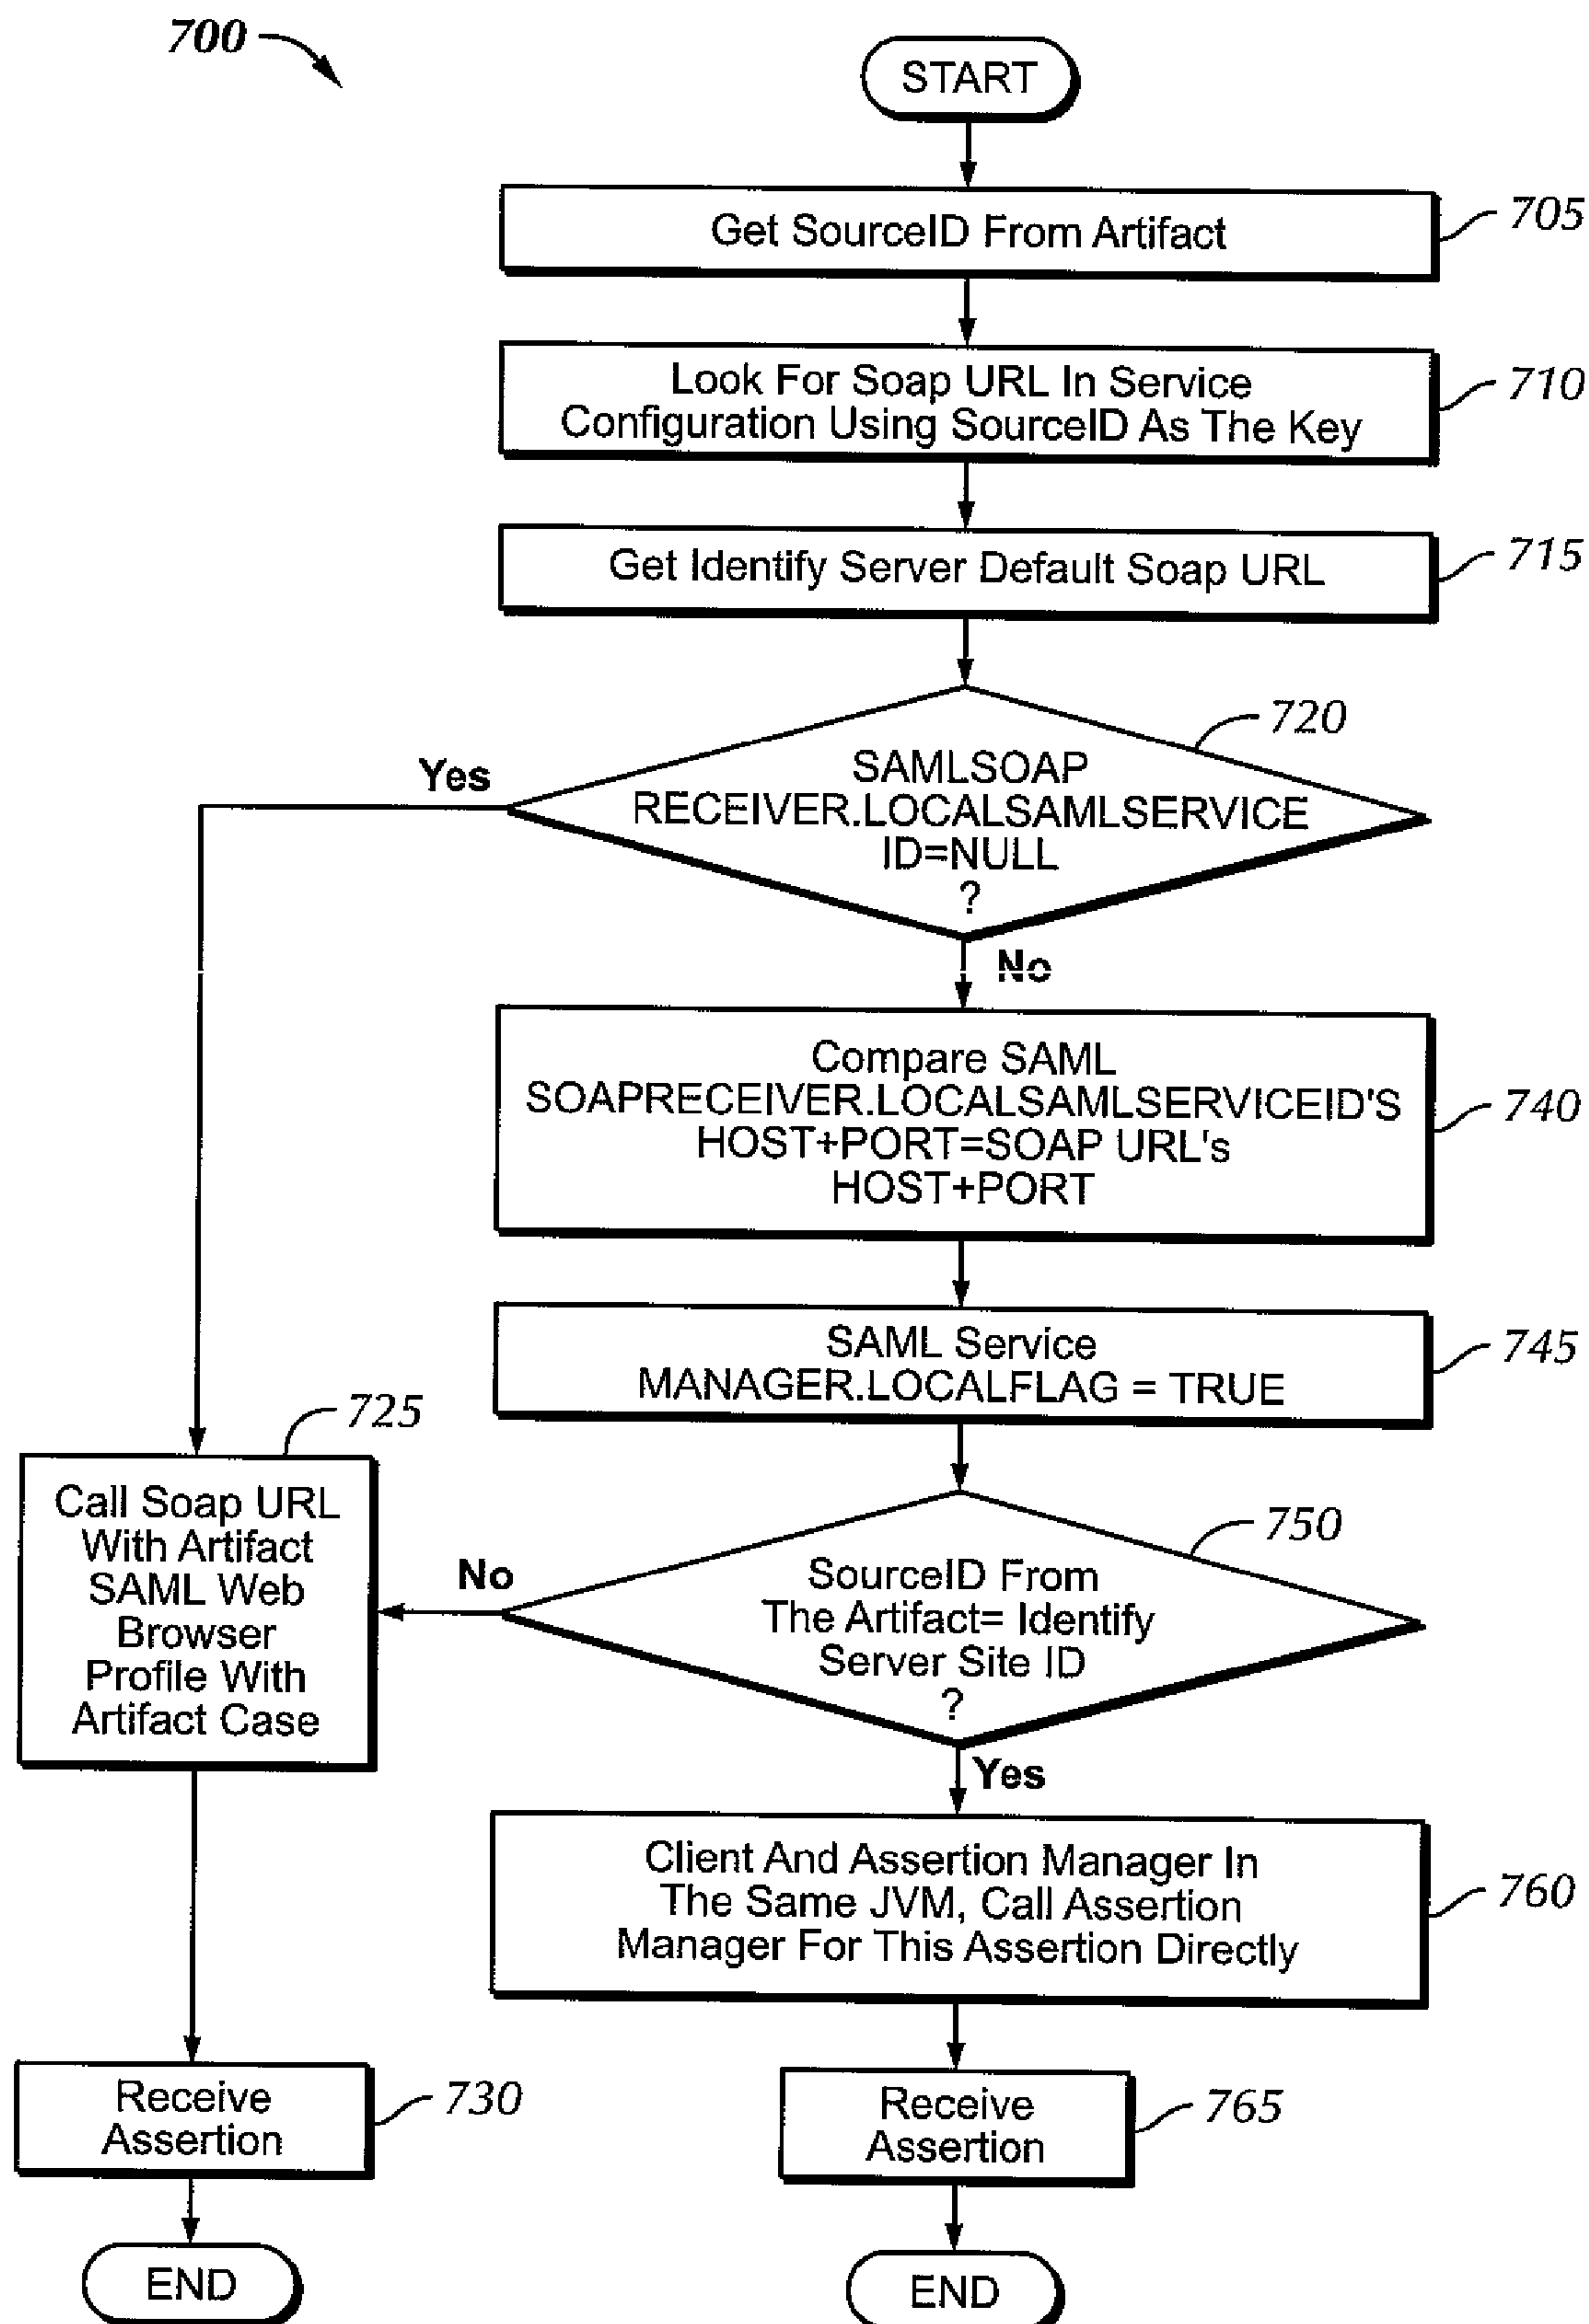 700
START
Get SourceID From Artifact
705
Look For Soap URL In Service
Configuration Using SourceID As The Key
710
Get Identify Server Default Soap URL
715
720
SAMLSOAP
RECEIVER.LOCALSAMLSERVICE
ID=NULL
?
Yes
No
Compare SAML
SOAPRECEIVER.LOCALSAMLSERVICEID'S
HOST+PORT=SOAP URL's
HOST+PORT
740
SAML Service
MANAGER.LOCALFLAG = TRUE
745
725
Call Soap URL
With Artifact
SAML Web
Browser
Profile With
Artifact Case
750
SourceID From
The Artifact= Identify
Server Site ID
?
No
Yes
Client And Assertion Manager In
The Same JVM, Call Assertion
Manager For This Assertion Directly
760
Receive
Assertion
730
Receive
Assertion
765
END
END